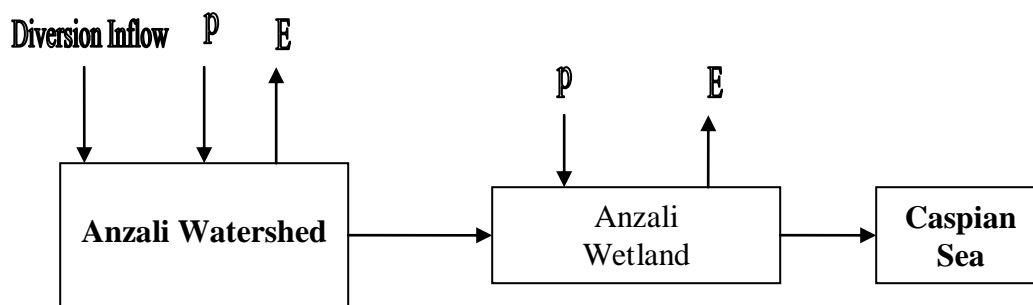 Diversion Inflow p E
p E
Anzali Watershed
Anzali
Wetland
Caspian
Sea